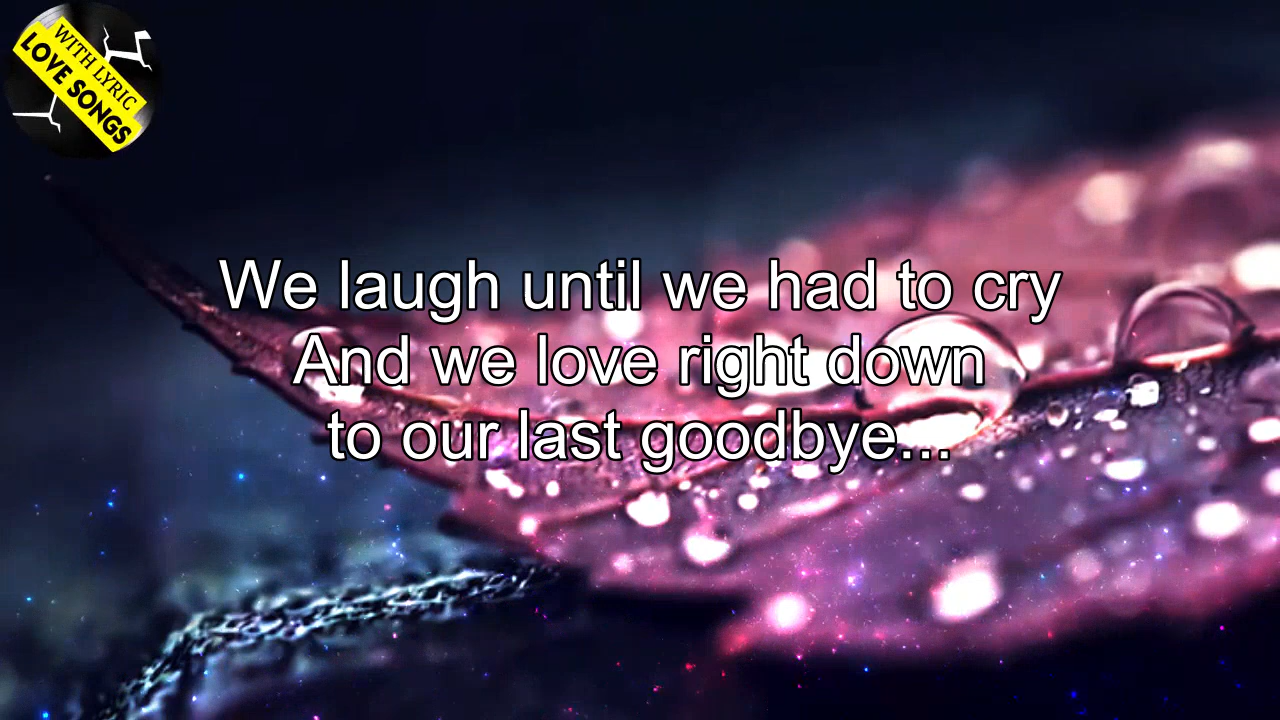 WITH LYRIC
LOVE SONGS
We laugh until we had to cry
And we love right down
to our last goodbye...